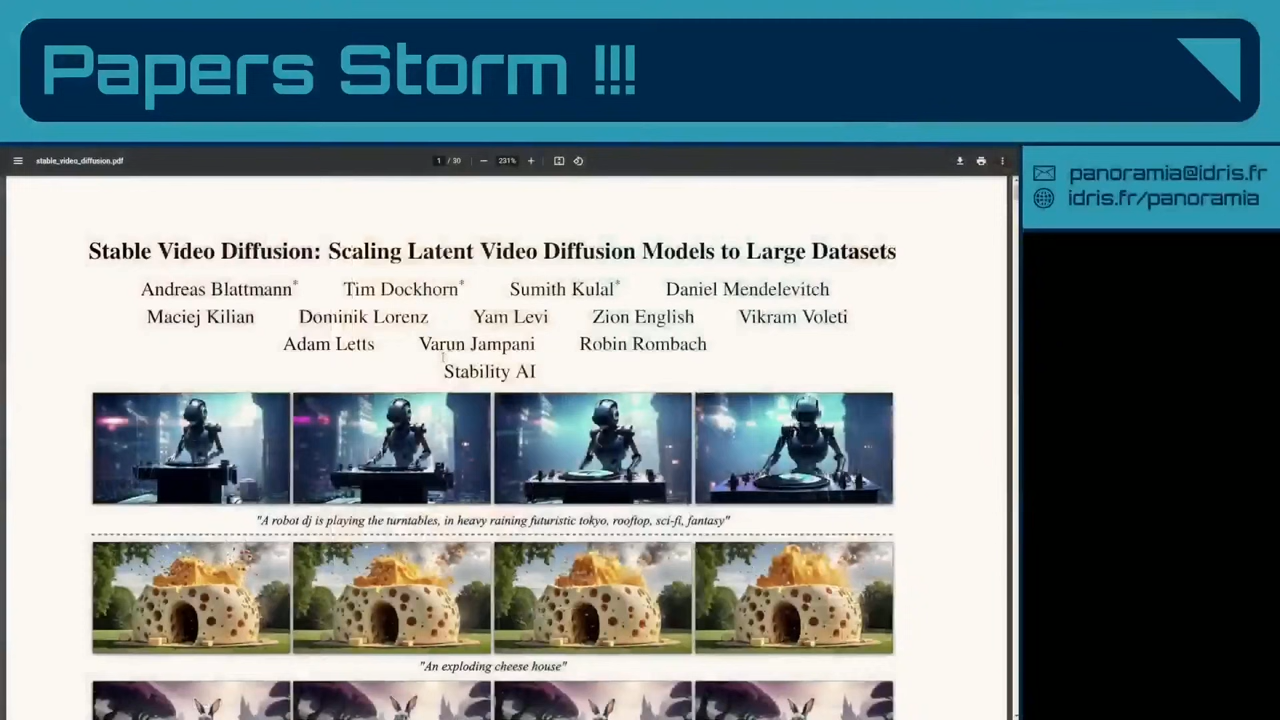 Papers Storm !!!
stable_video_diffusion.pdf
1 / 30
231%
panoramia@idris.fr
idris.fr/panoramia
Stable Video Diffusion: Scaling Latent Video Diffusion Models to Large Datasets
Andreas Blattmann* Tim Dockhorn* Sumith Kulal* Daniel Mendelevitch
Maciej Kilian Dominik Lorenz Yam Levi Zion English Vikram Voleti
Adam Letts Varun Jampani Robin Rombach
Stability AI
"A robot dj is playing the turntables, in heavy raining futuristic tokyo, rooftop, sci-fi, fantasy"
"An exploding cheese house"